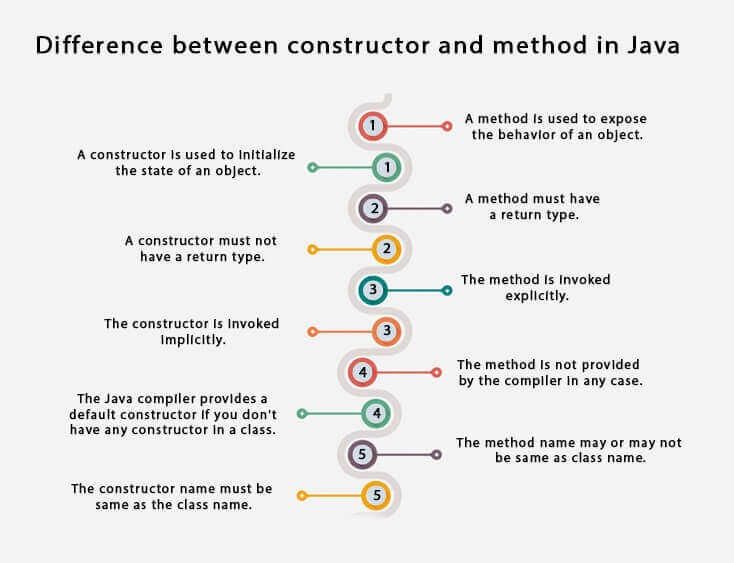 Difference between constructor and method in Java
1
A method is used to expose
the behavior of an object.
A constructor is used to initialize
the state of an object.
1
2
A method must have
a return type.
A constructor must not
have a return type.
2
3
The method is invoked
explicitly.
The constructor is invoked
implicitly.
3
4
The method is not provided
by the compiler in any case.
The Java compiler provides a
default constructor if you don't
have any constructor in a class.
4
5
The method name may or may not
be same as class name.
The constructor name must be
same as the class name.
5